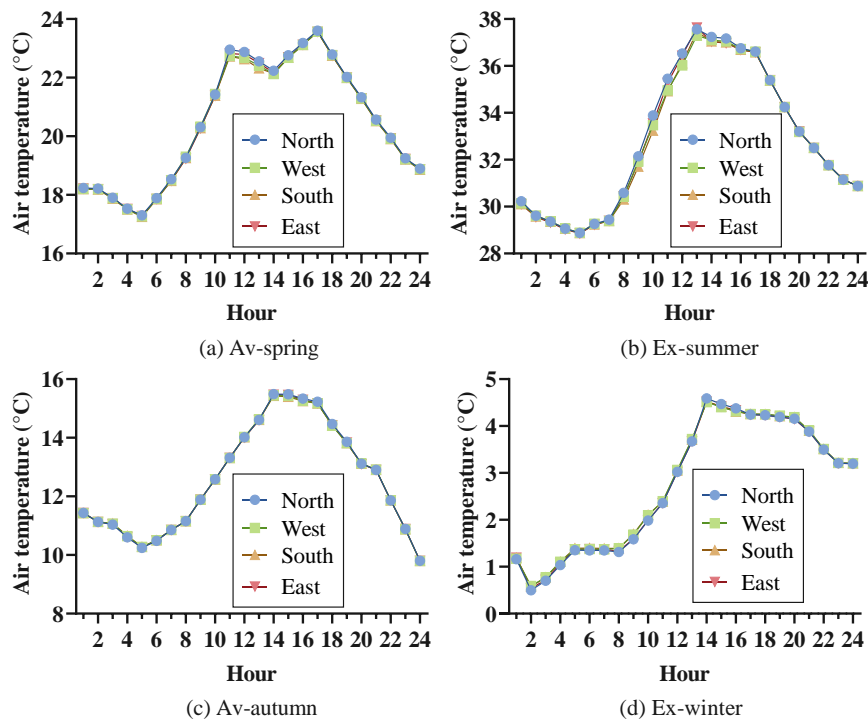 Air temperature (°C)
24
22
20
18
16
North
West
South
East
2 4 6 8 10 12 14 16 18 20 22 24
Hour
(a) Av-spring
Air temperature (°C)
38
36
34
32
30
28
North
West
South
East
2 4 6 8 10 12 14 16 18 20 22 24
Hour
(b) Ex-summer
Air temperature (°C)
16
14
12
10
8
North
West
South
East
2 4 6 8 10 12 14 16 18 20 22 24
Hour
(c) Av-autumn
Air temperature (°C)
5
4
3
2
1
0
North
West
South
East
2 4 6 8 10 12 14 16 18 20 22 24
Hour
(d) Ex-winter